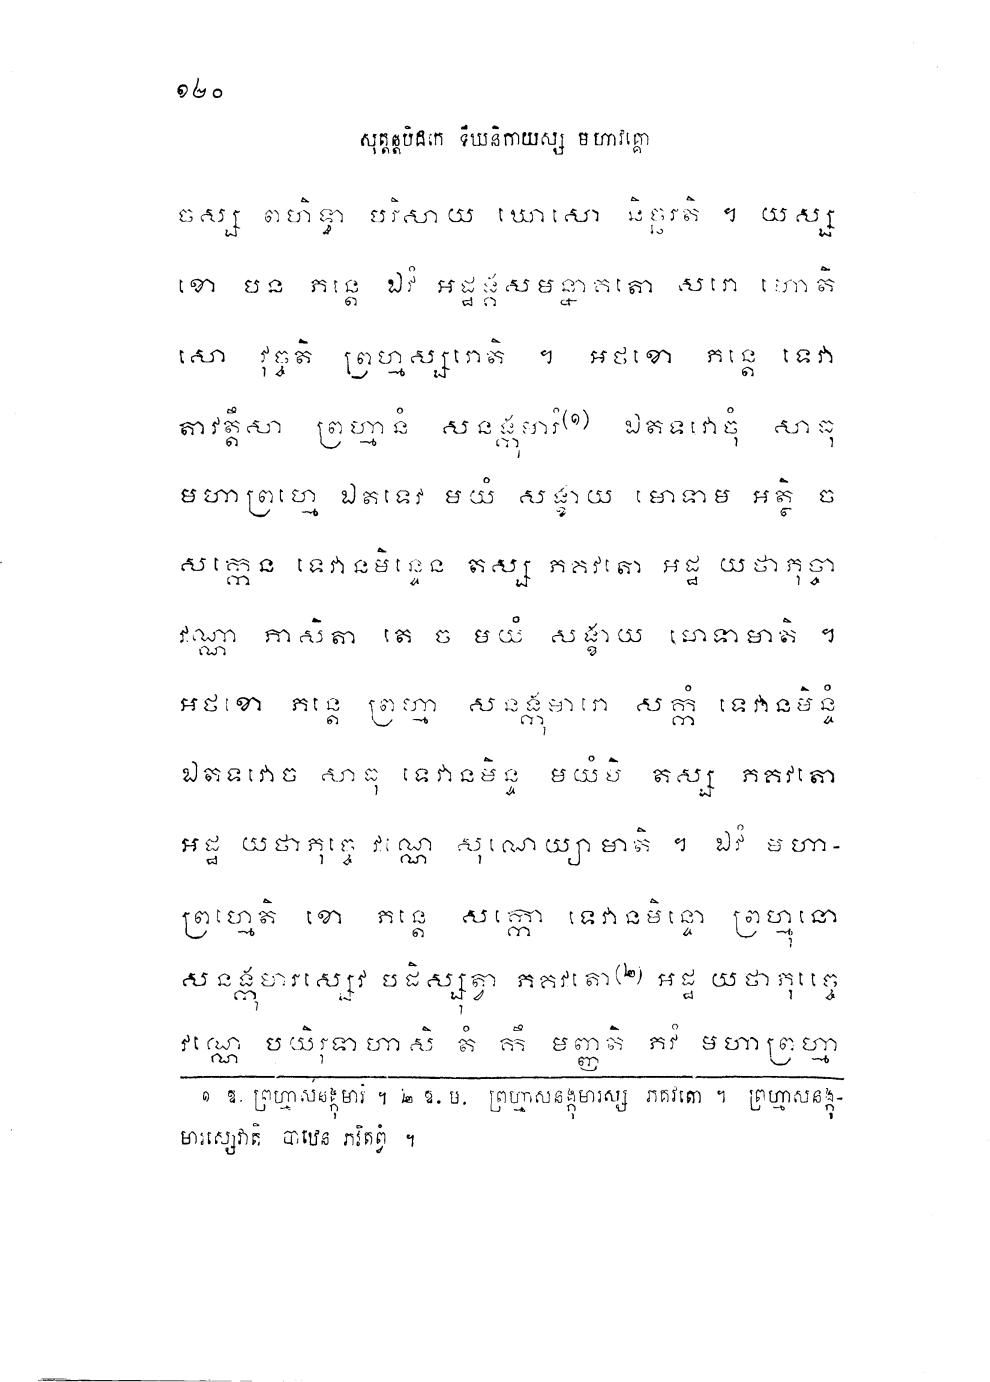 ១៤០
សុត្តន្តបិដកេ ទីឃនិកាយស្ស មហាវគ្គោ
ចស្ស ពហិទ្ធា បរិសាយ ឃោសោ និច្ឆរតិ ។ យស្ស
ខោ បន ភន្តេ ឯវំ អដ្ឋង្គសមន្នាគតោ សរោ ហោតិ
សោ វុច្ចតិ ព្រហ្មស្សរោតិ ។ អថខោ ភន្តេ ទេវា
តាវត្តឹសា ព្រហ្មានំ សនង្កុមារំ(១) ឯតទវោចុំ សាធុ
មហាព្រហ្មេ ឯតទេវ មយំ សង្ខាយ មោទាម អត្ថិ ច
សក្កេន ទេវានមិន្ទេន តស្ស ភគវតោ អដ្ឋ យថាភុច្ចា
វណ្ណា ភាសិតា តេ ច មយំ សង្ខាយ មោទាមាតិ ។
អថខោ ភន្តេ ព្រហ្មា សនង្កុមារោ សក្កំ ទេវានមិន្ទំ
ឯតទវោច សាធុ ទេវានមិន្ទ មយំបិ តស្ស ភគវតោ
អដ្ឋ យថាភុច្ចេ វណ្ណេ សុណេយ្យាមាតិ ។ ឯវំ មហា-
ព្រហ្មេតិ ខោ ភន្តេ សក្កោ ទេវានមិន្ទោ ព្រហ្មុនោ
សនង្កុមារស្សេវ បដិស្សុត្វា ភគវតោ(២) អដ្ឋ យថាភុច្ចេ
វណ្ណេ បយិរុទាហាសិ តំ កឹ មញ្ញតិ ភវំ មហាព្រហ្មា
១ ឱ. ព្រហ្មាសនង្កុមារំ ។ ២ ឱ. ម. ព្រហ្មាសនង្កុមារស្ស ភគវតោ ។ ព្រហ្មាសនង្កុ-
មារស្សេវាតិ បាឋេន ភវិតព្វំ ។